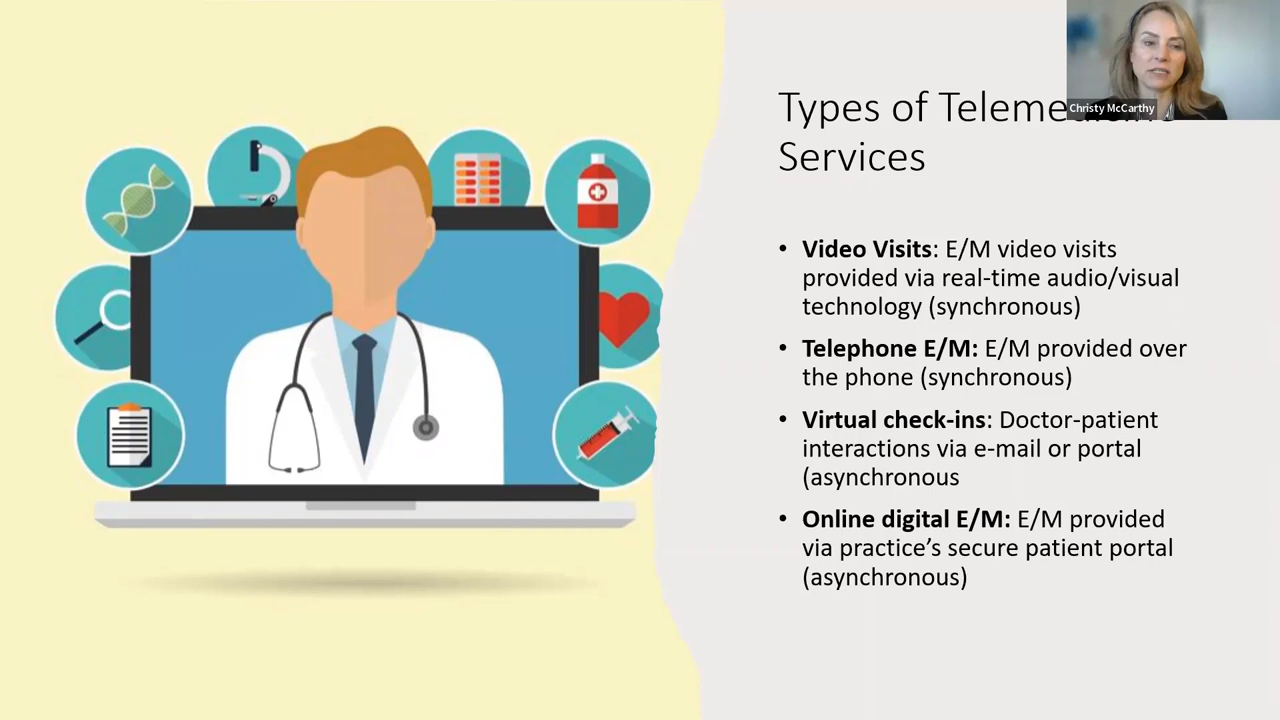 Types of Teleme
Christy McCarthy
Services
• Video Visits: E/M video visits
provided via real-time audio/visual
technology (synchronous)
• Telephone E/M: E/M provided over
the phone (synchronous)
• Virtual check-ins: Doctor-patient
interactions via e-mail or portal
(asynchronous
• Online digital E/M: E/M provided
via practice’s secure patient portal
(asynchronous)